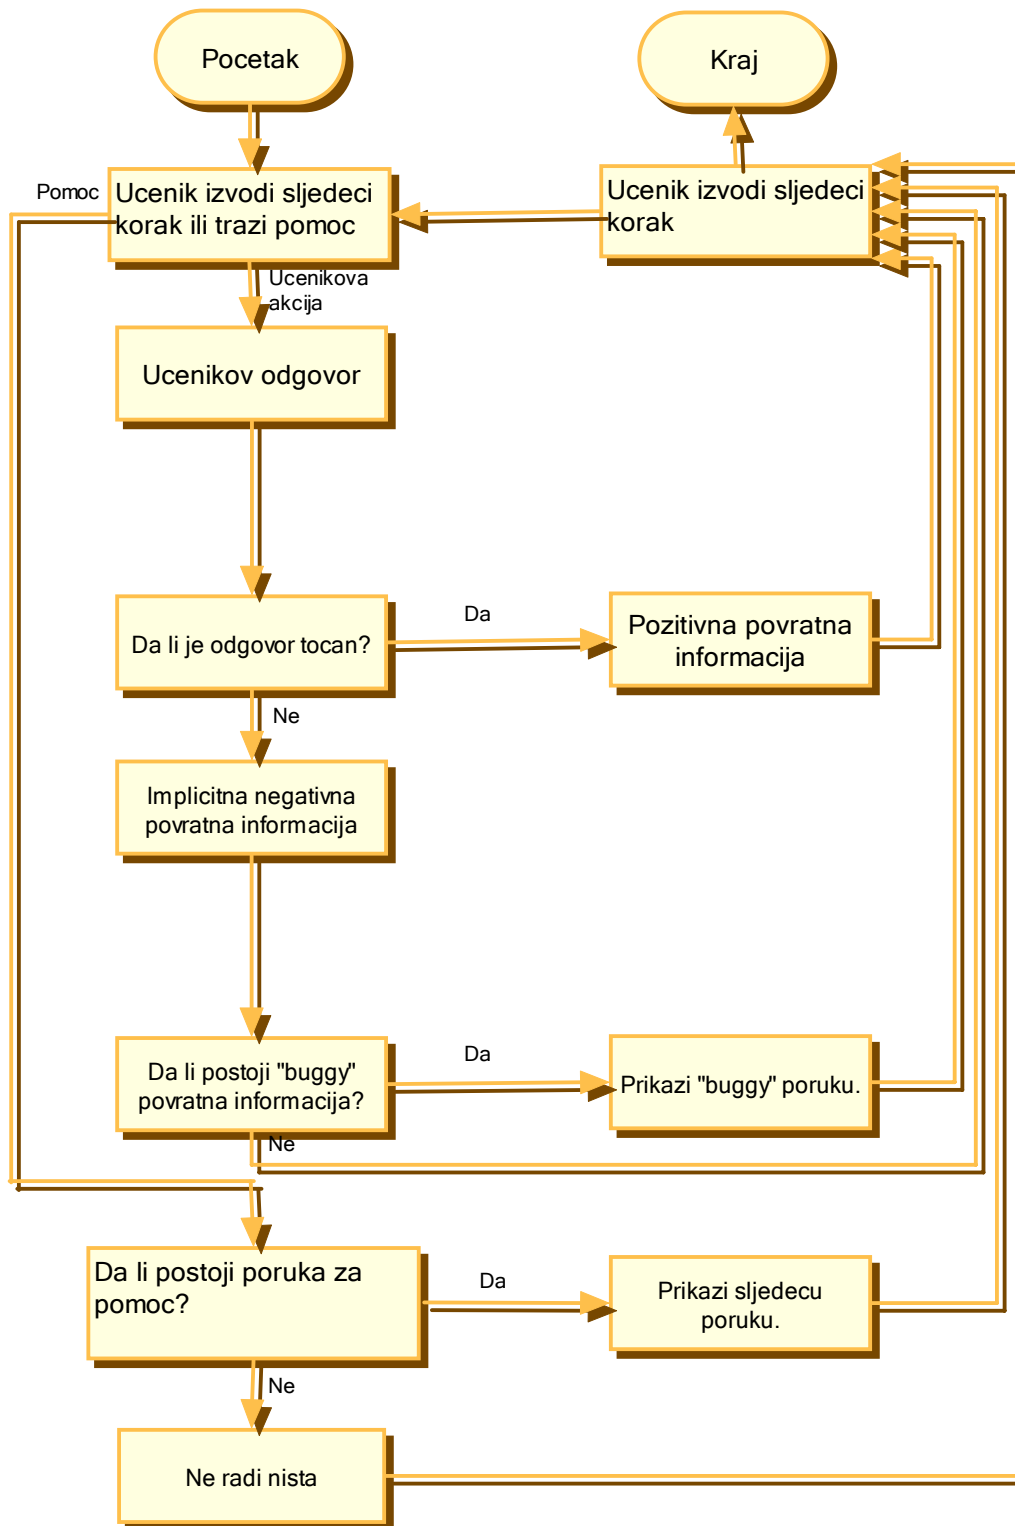 Pocetak
Kraj
Pomoc
Ucenik izvodi sljedeci
korak ili trazi pomoc
Ucenik izvodi sljedeci
korak
Ucenikova
akcija
Ucenikov odgovor
Da li je odgovor tocan?
Da
Pozitivna povratna
informacija
Ne
Implicitna negativna
povratna informacija
Da li postoji "buggy"
povratna informacija?
Da
Prikazi "buggy" poruku.
Ne
Da li postoji poruka za
pomoc?
Da
Prikazi sljedecu
poruku.
Ne
Ne radi nista